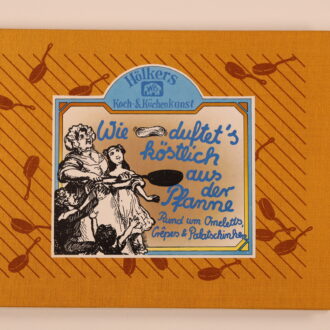 Hölkers
Koch- & Küchenkunst
Wie duftet's
köstlich
aus
der
Pfanne
Rund um Omeletts,
Crêpes & Palatschinken